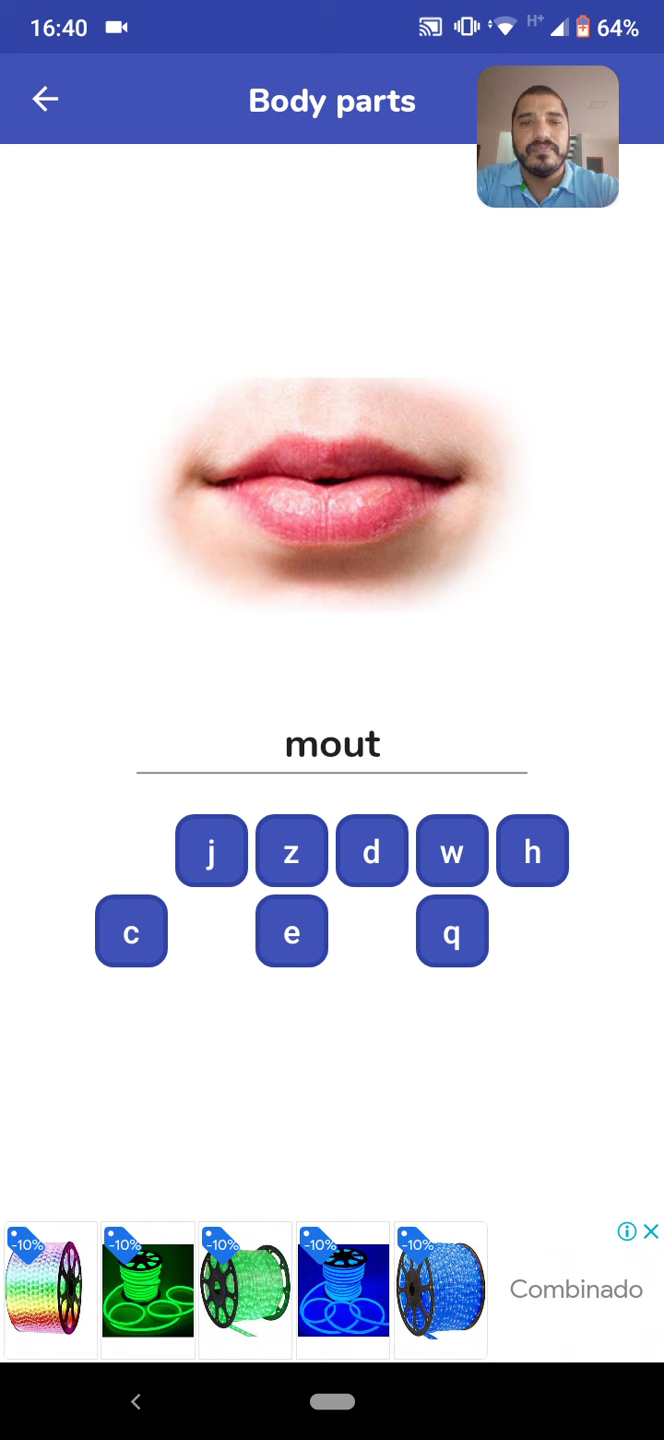 16:40 H+ 64%
Body parts
mout
j z d w h
c e q
-10% -10% -10% -10% -10%
Combinado